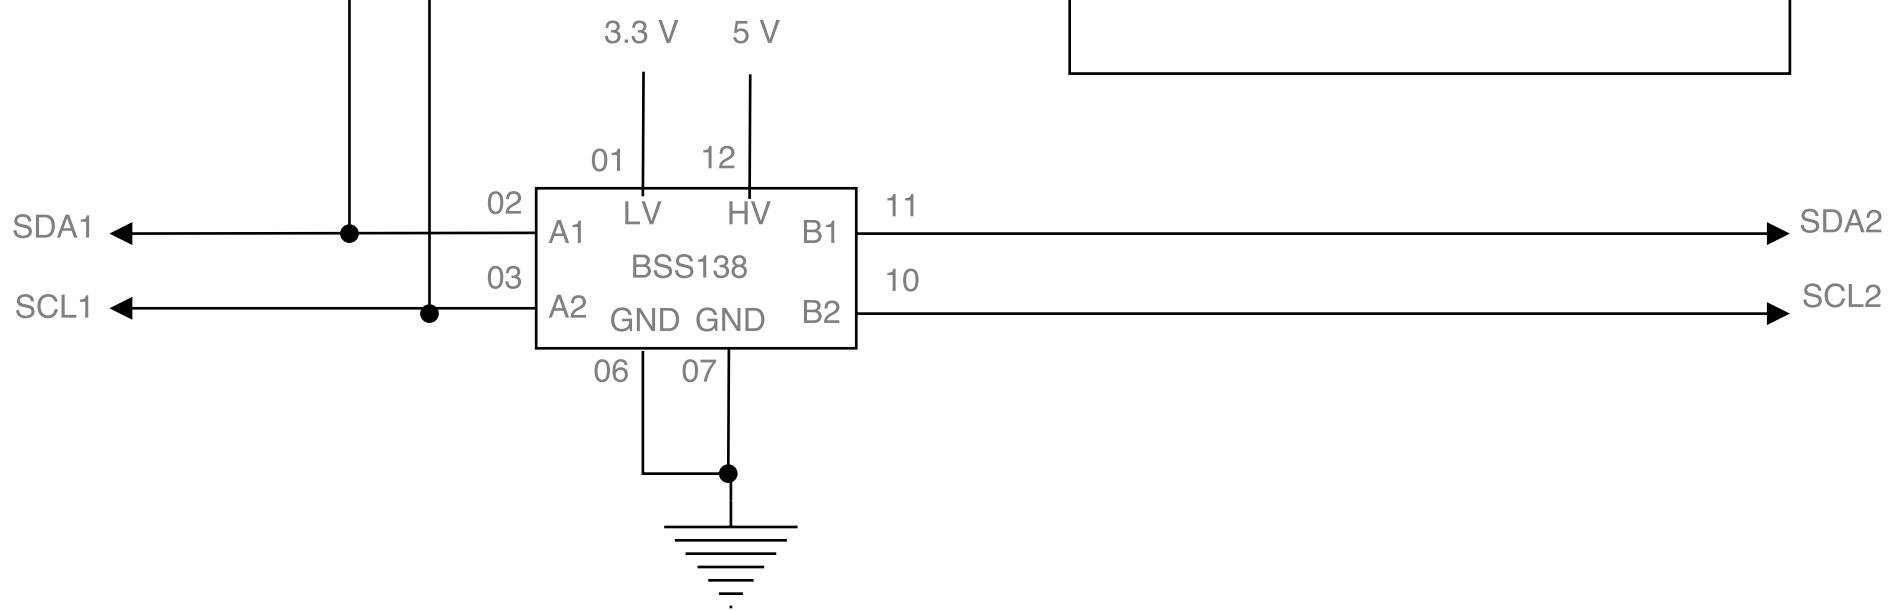 3.3 V 5 V
01 12
02 LV HV 11
SDA1 A1 B1 SDA2
BSS138
03 10
SCL1 A2 GND GND B2 SCL2
06 07